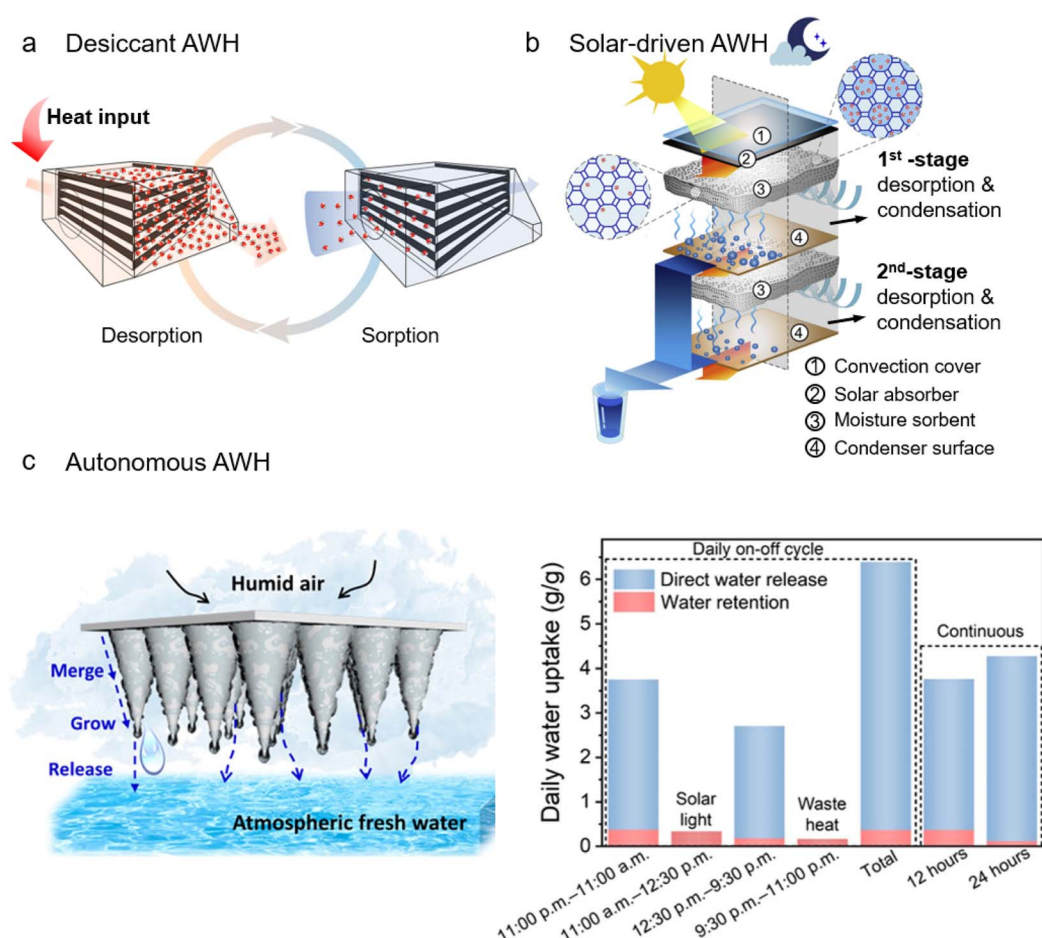 a Desiccant AWH
Heat input
Desorption
Sorption
b Solar-driven AWH
①
②
③
④
③
④
1st -stage
desorption &
condensation
2nd-stage
desorption &
condensation
① Convection cover
② Solar absorber
③ Moisture sorbent
④ Condenser surface
c Autonomous AWH
Humid air
Merge
Grow
Release
Atmospheric fresh water
Daily water uptake (g/g)
6
5
4
3
2
1
0
Daily on-off cycle
Direct water release
Water retention
Continuous
Solar
light
Waste
heat
11:00 p.m.–11:00 a.m.
11:00 a.m.–12:30 p.m.
12:30 p.m.–9:30 p.m.
9:30 p.m.–11:00 p.m.
Total
12 hours
24 hours